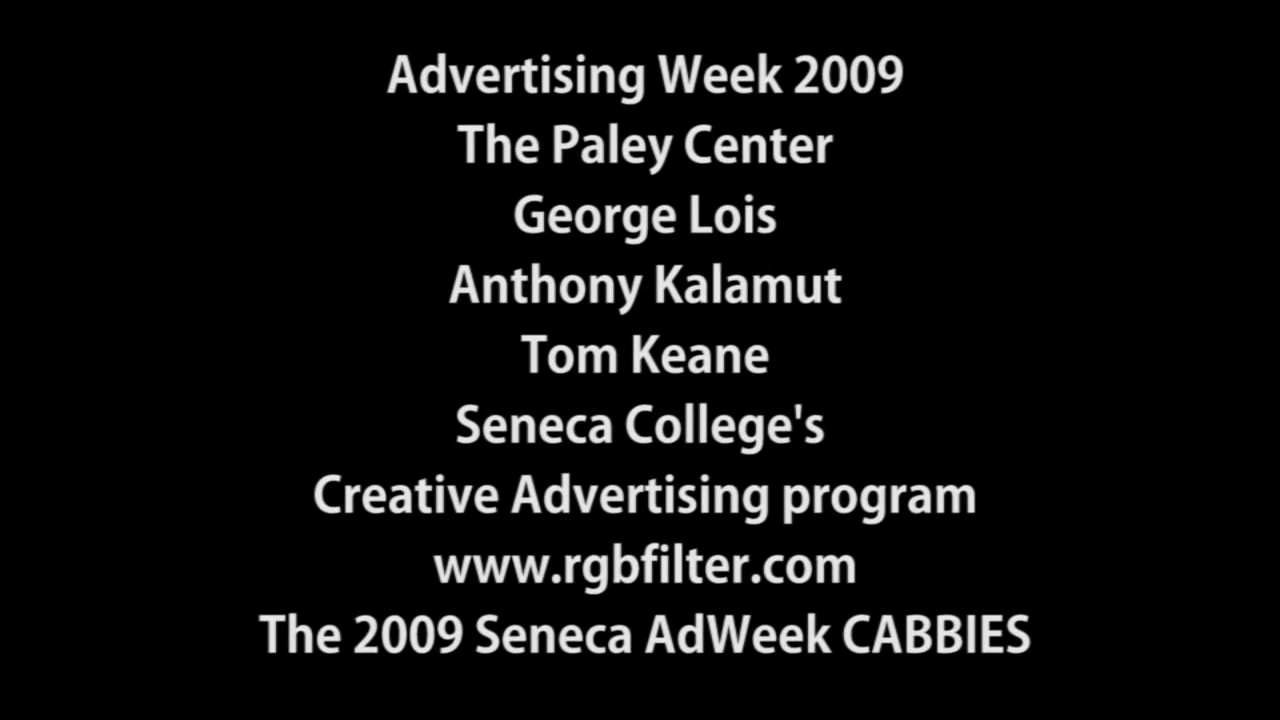 Advertising Week 2009
The Paley Center
George Lois
Anthony Kalamut
Tom Keane
Seneca College's
Creative Advertising program
www.rgbfilter.com
The 2009 Seneca AdWeek CABBIES